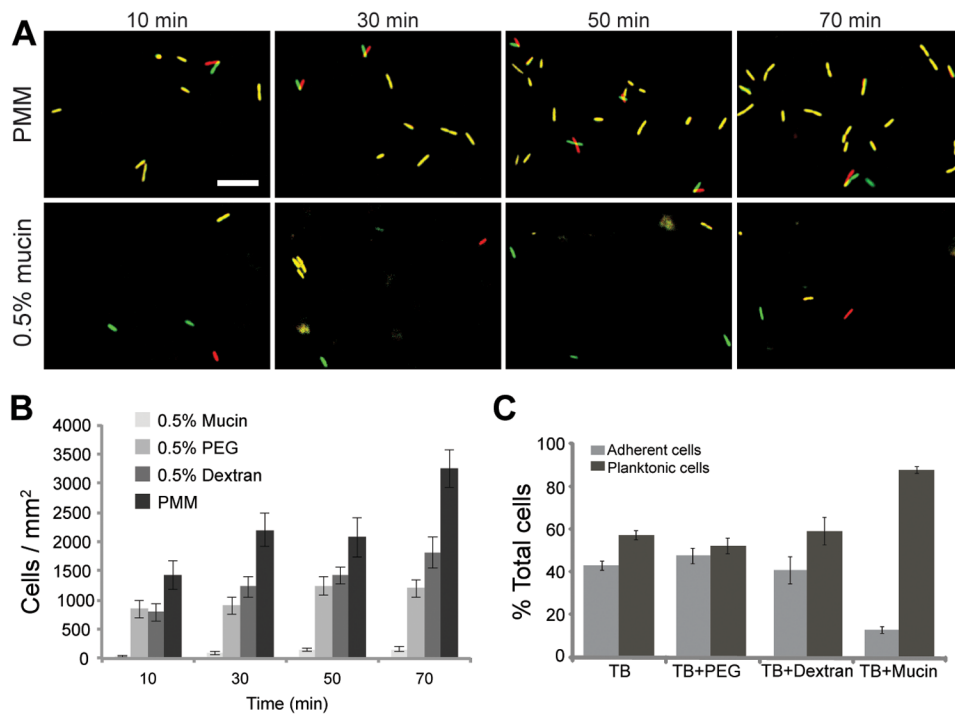 10 min 30 min 50 min 70 min
A
PMM
0.5% mucin
B
0.5% Mucin
0.5% PEG
0.5% Dextran
PMM
4000
3500
3000
2500
2000
1500
1000
500
0
Cells / mm²
10 30 50 70
Time (min)
C
Adherent cells
Planktonic cells
100
80
60
40
20
0
% Total cells
TB TB+PEG TB+Dextran TB+Mucin